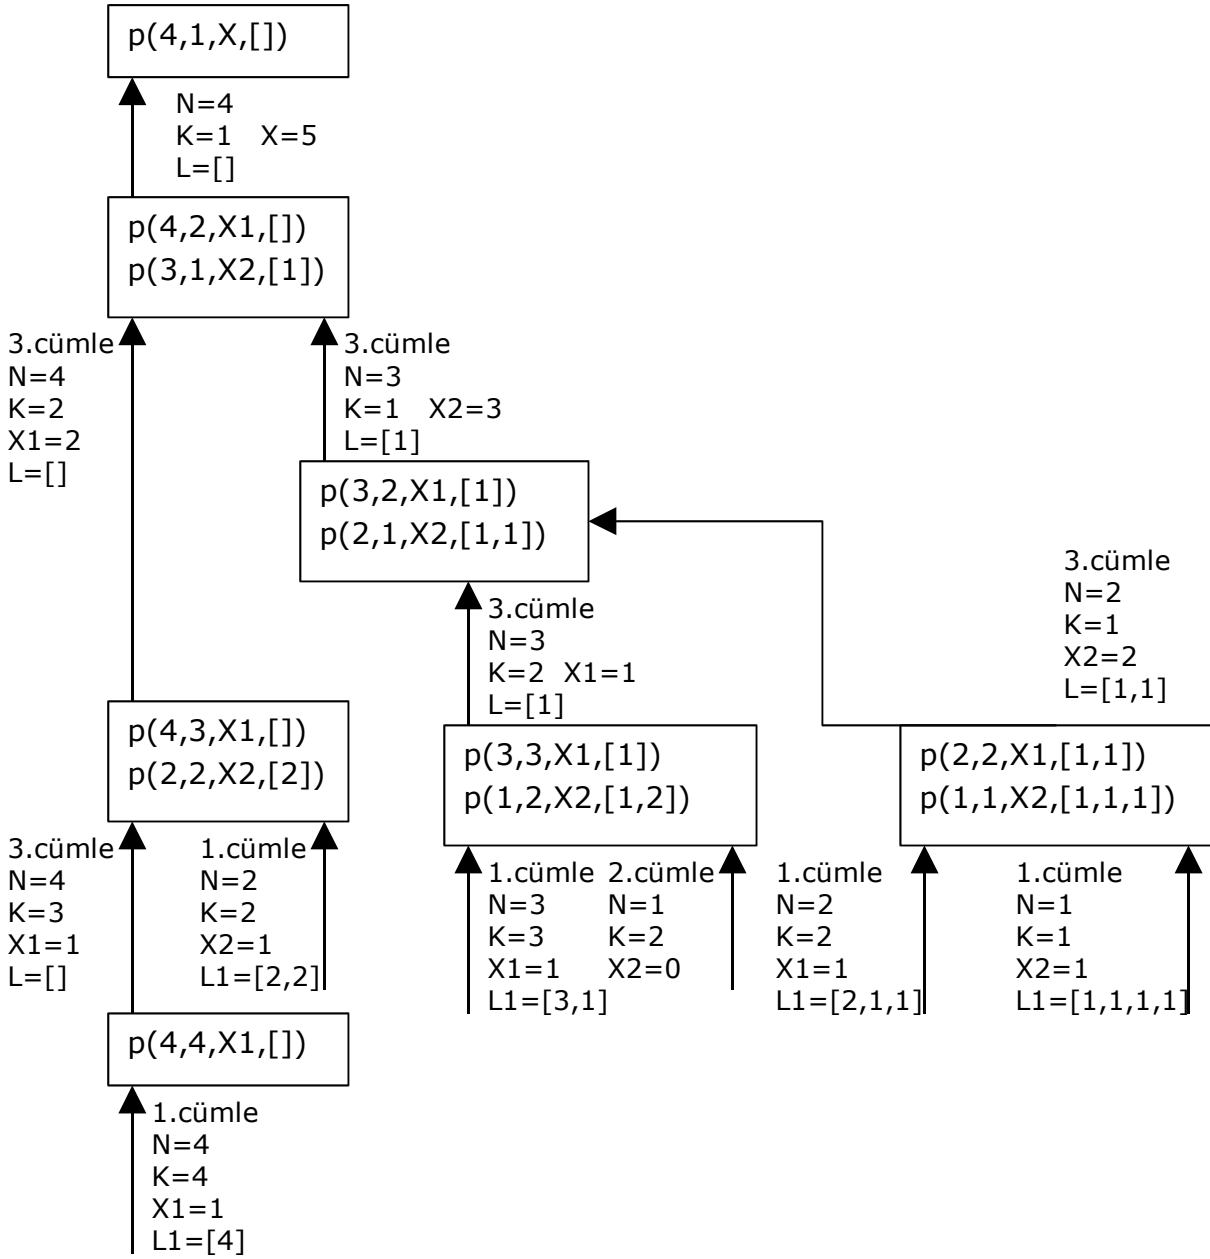 p(4,1,X,[])
N=4
K=1 X=5
L=[]
p(4,2,X1,[])
p(3,1,X2,[1])
3.cümle
N=4
K=2
X1=2
L=[]
3.cümle
N=3
K=1 X2=3
L=[1]
p(3,2,X1,[1])
p(2,1,X2,[1,1])
3.cümle
N=3
K=2 X1=1
L=[1]
3.cümle
N=2
K=1
X2=2
L=[1,1]
p(4,3,X1,[])
p(2,2,X2,[2])
p(3,3,X1,[1])
p(1,2,X2,[1,2])
p(2,2,X1,[1,1])
p(1,1,X2,[1,1,1])
3.cümle
N=4
K=3
X1=1
L=[]
1.cümle
N=2
K=2
X2=1
L1=[2,2]
1.cümle
N=3
K=3
X1=1
L1=[3,1]
2.cümle
N=1
K=2
X2=0
1.cümle
N=2
K=2
X1=1
L1=[2,1,1]
1.cümle
N=1
K=1
X2=1
L1=[1,1,1,1]
p(4,4,X1,[])
1.cümle
N=4
K=4
X1=1
L1=[4]